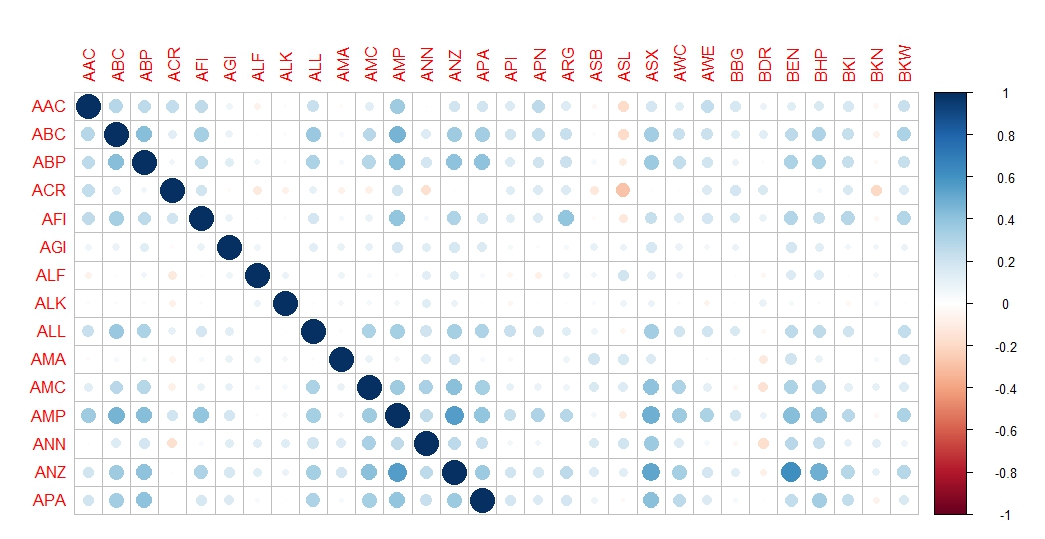 AAC ABC ABP ACR AFI AGI ALF ALK ALL AMA AMC AMP ANN ANZ APA API APN ARG ASB ASL ASX AWC AWE BBG BDR BEN BHP BKI BKN BKW
AAC
ABC
ABP
ACR
AFI
AGI
ALF
ALK
ALL
AMA
AMC
AMP
ANN
ANZ
APA
1
0.8
0.6
0.4
0.2
0
-0.2
-0.4
-0.6
-0.8
-1